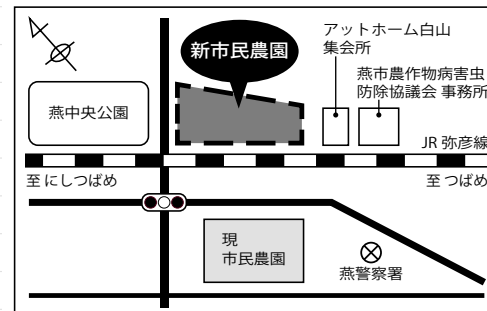 新市民農園
アットホーム白山
集会所
燕市農作物病害虫
防除協議会 事務所
燕中央公園
JR 弥彦線
至 にしつばめ
至 つばめ
現
市民農園
燕警察署